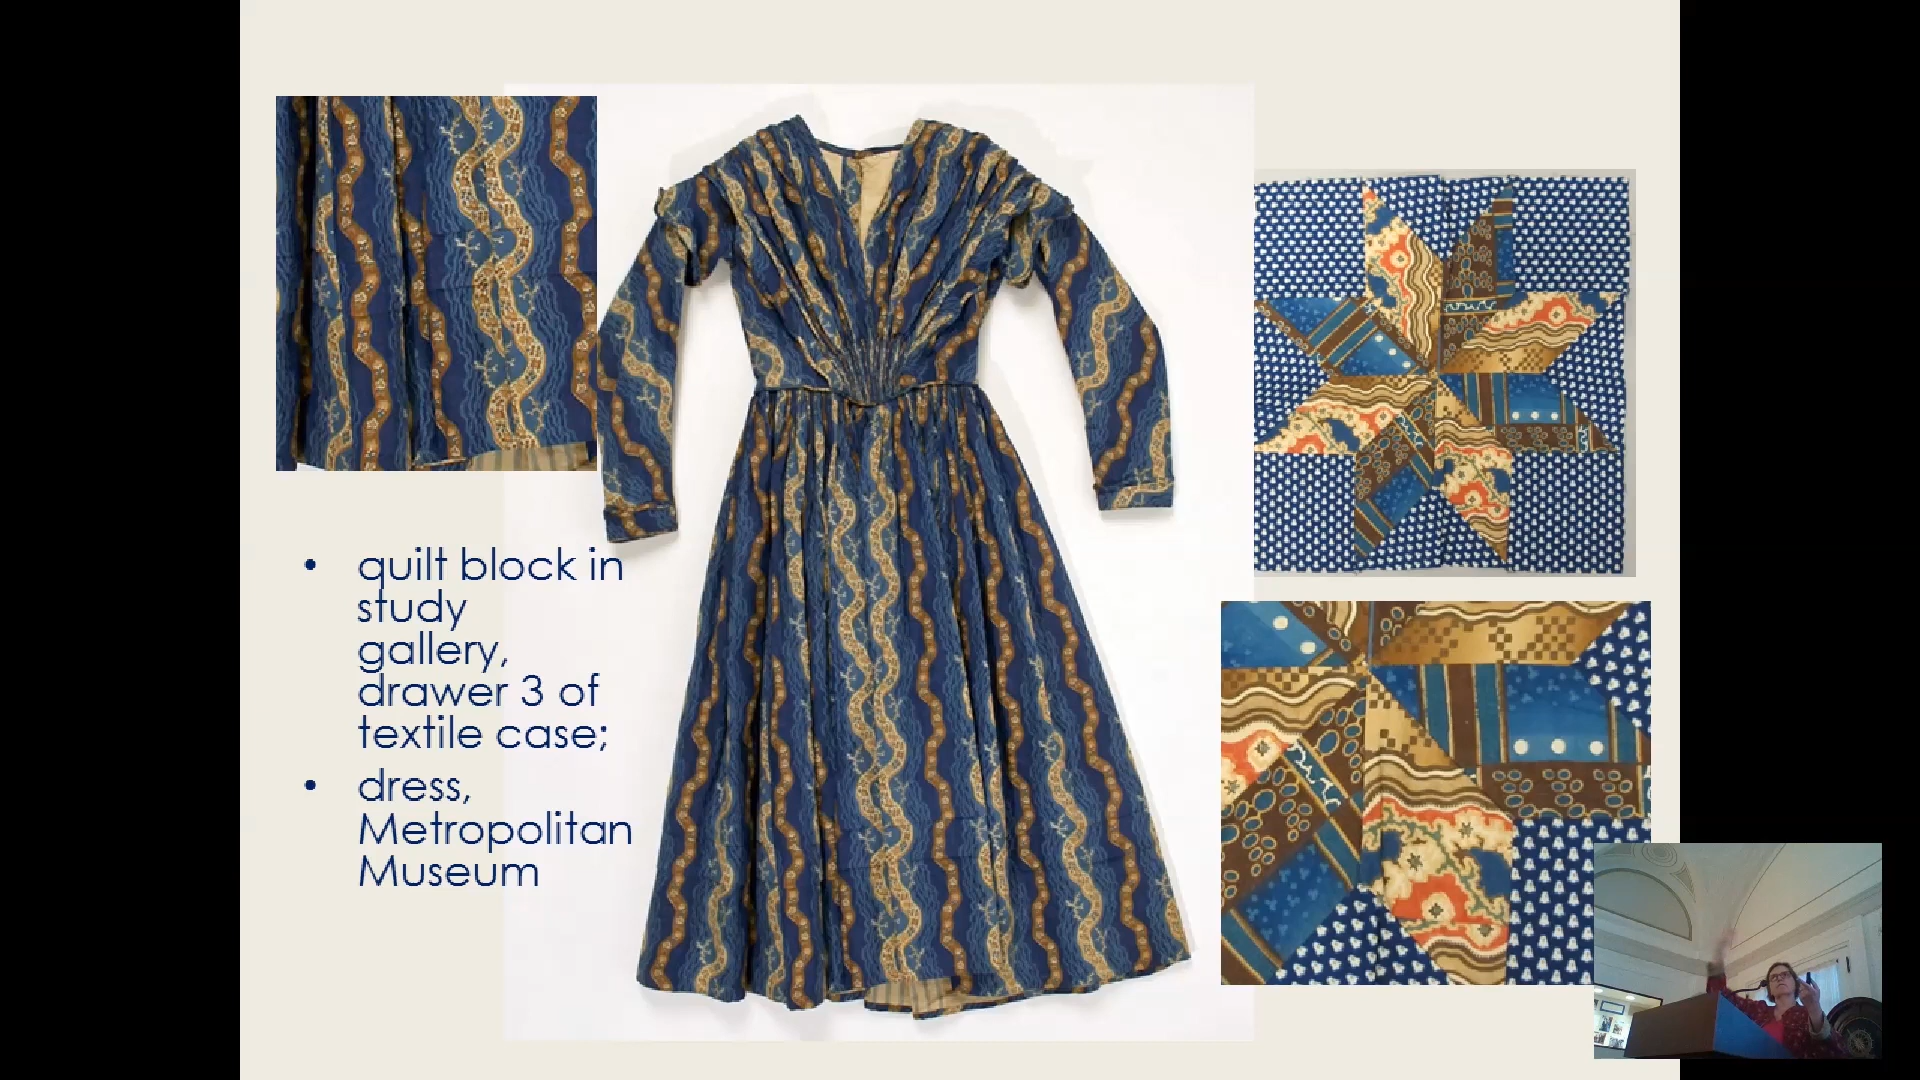 • quilt block in
study
gallery,
drawer 3 of
textile case;
• dress,
Metropolitan
Museum